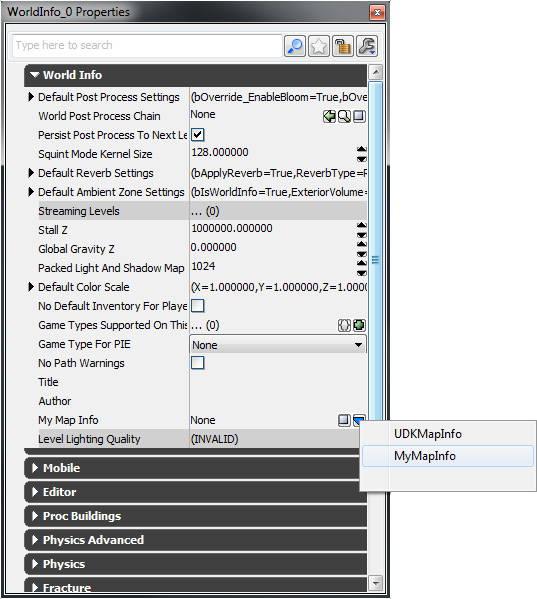 WorldInfo_0 Properties
Type here to search
World Info
Default Post Process Settings (bOverride_EnableBloom=True,bOve
World Post Process Chain None
Persist Post Process To Next Le
Squint Mode Kernel Size 128.000000
Default Reverb Settings (bApplyReverb=True,ReverbType=R
Default Ambient Zone Settings (bIsWorldInfo=True,ExteriorVolume=
Streaming Levels ... (0)
Stall Z 1000000.000000
Global Gravity Z 0.000000
Packed Light And Shadow Map 1024
Default Color Scale (X=1.000000,Y=1.000000,Z=1.0000
No Default Inventory For Playe
Game Types Supported On This ... (0)
Game Type For PIE None
No Path Warnings
Title
Author
My Map Info None
UDKMapInfo
Level Lighting Quality (INVALID)
MyMapInfo
Mobile
Editor
Proc Buildings
Physics Advanced
Physics
Fracture